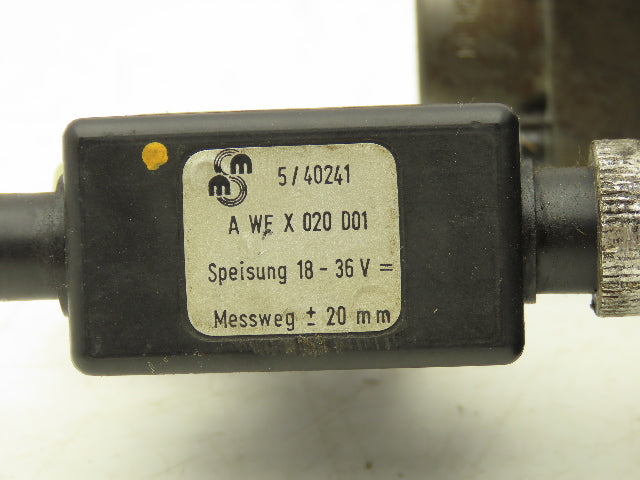 5/40241
A WE X 020 D01
Speisung 18 - 36 V =
Messweg ± 20 mm